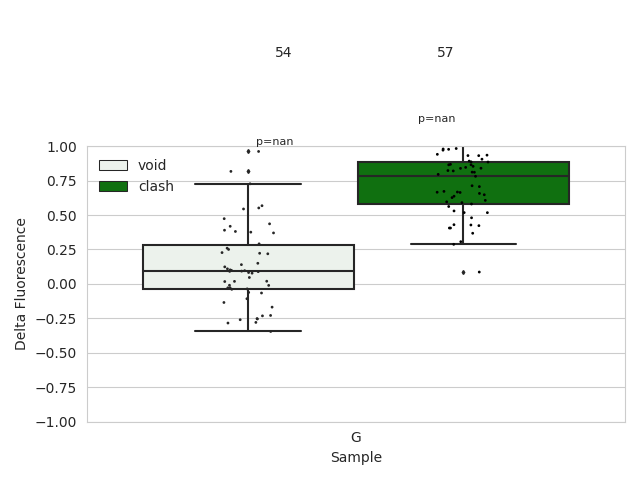 54 57
p=nan
p=nan
void
clash
1.00
0.75
0.50
0.25
0.00
−0.25
−0.50
−0.75
−1.00
Delta Fluorescence
G
Sample